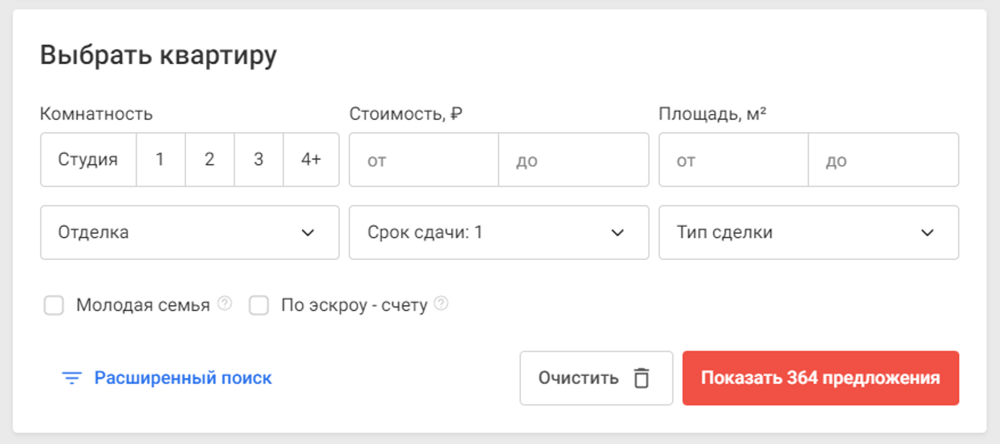 Выбрать квартиру
Комнатность
Стоимость, ₽
Площадь, м²
Студия 1 2 3 4+
от до
от до
Отделка
Срок сдачи: 1
Тип сделки
Молодая семья ?
По эскроу - счету ?
Расширенный поиск
Очистить
Показать 364 предложения